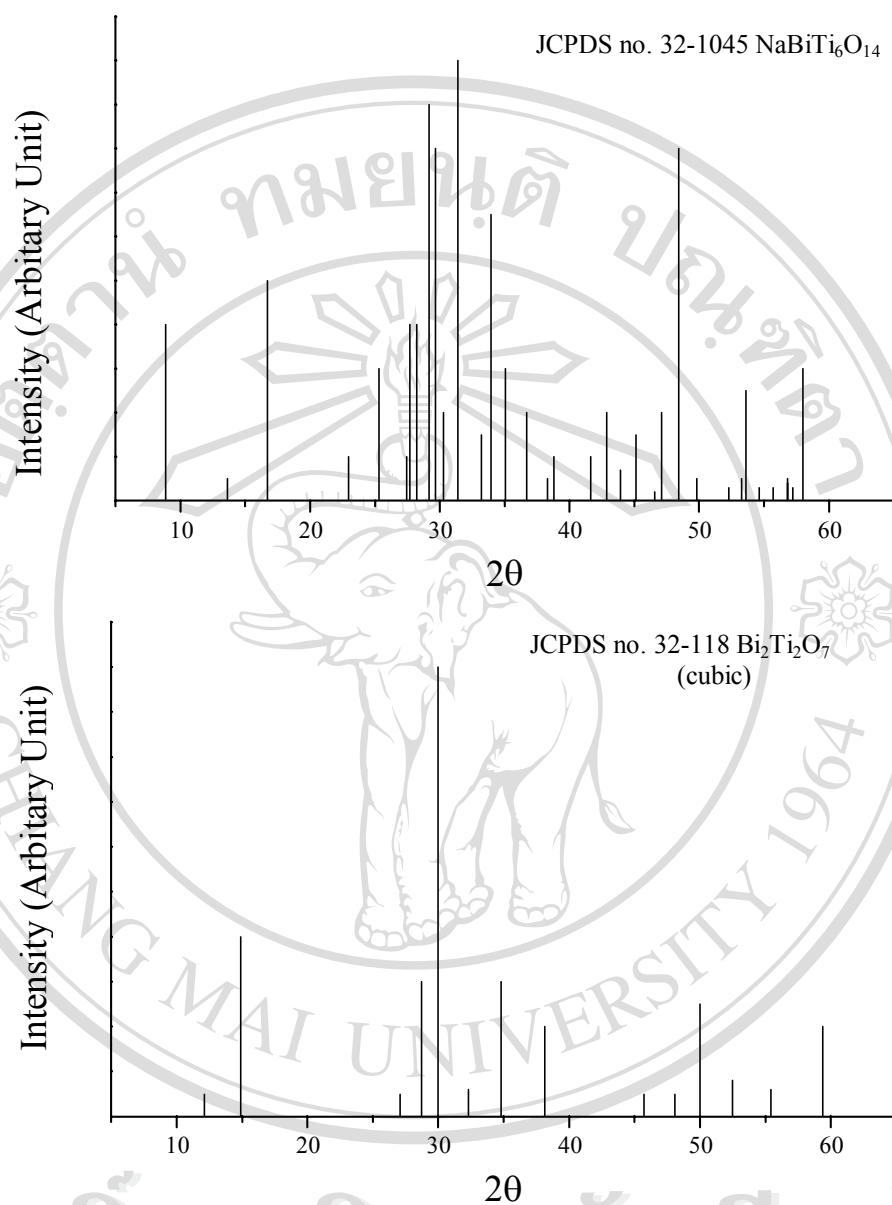 JCPDS no. 32-1045 NaBiTi₆O₁₄
Intensity (Arbitary Unit)
10 20 30 40 50 60
2θ
JCPDS no. 32-118 Bi₂Ti₂O₇
(cubic)
Intensity (Arbitary Unit)
10 20 30 40 50 60
2θ
CHIANG MAI UNIVERSITY 1964